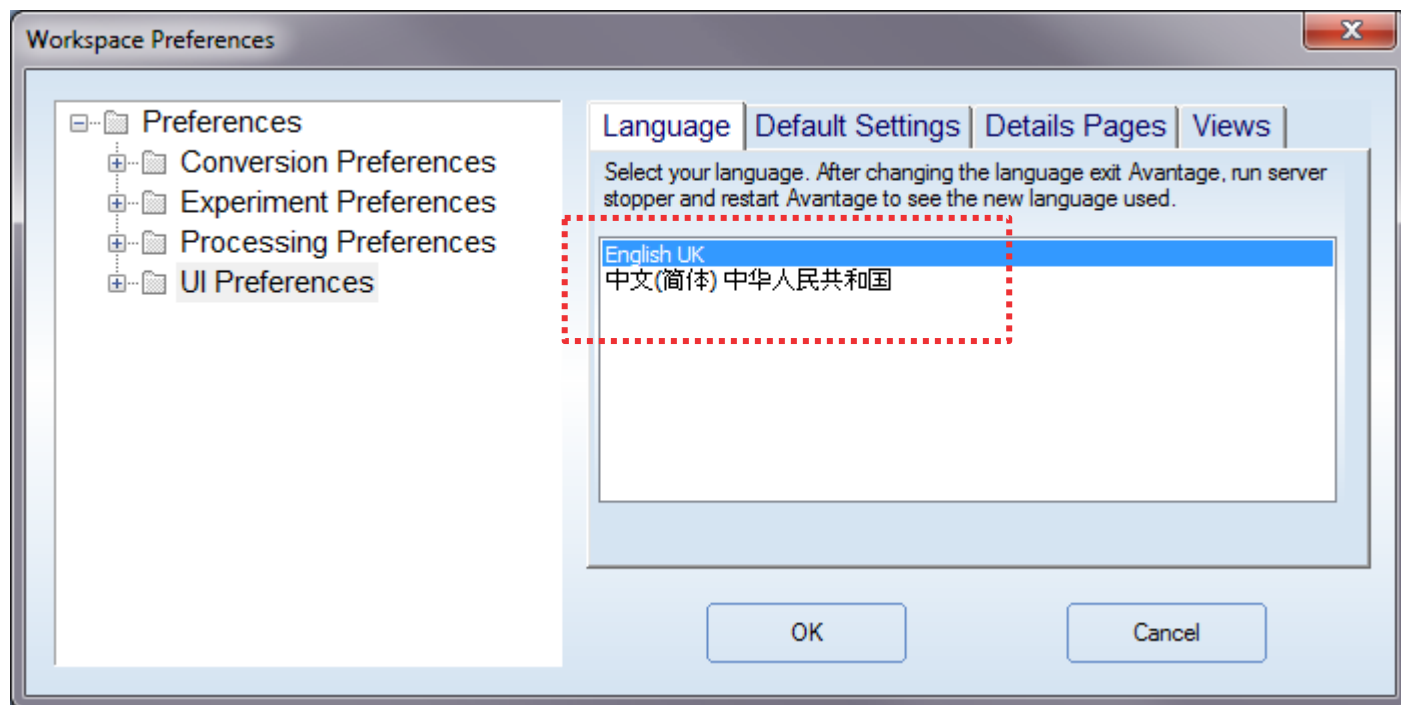 Workspace Preferences
Preferences
Conversion Preferences
Experiment Preferences
Processing Preferences
UI Preferences
Language Default Settings Details Pages Views
Select your language. After changing the language exit Avantage, run server
stopper and restart Avantage to see the new language used.
English UK
中文(简体) 中华人民共和国
OK Cancel